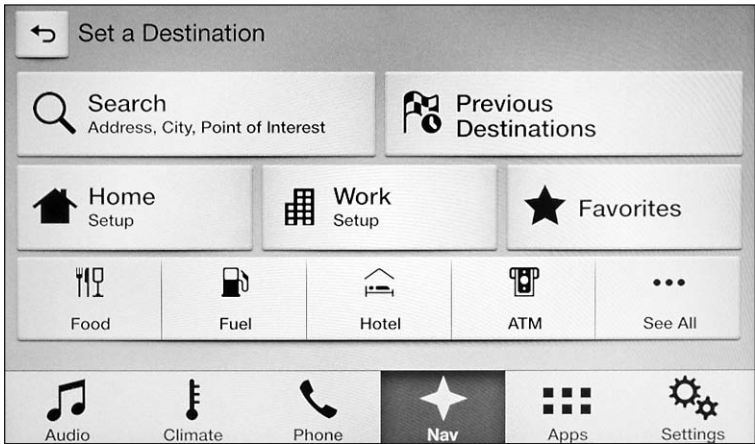 Set a Destination
Search
Address, City, Point of Interest
Previous
Destinations
Home
Setup
Work
Setup
Favorites
Food
Fuel
Hotel
ATM
See All
Audio
Climate
Phone
Nav
Apps
Settings